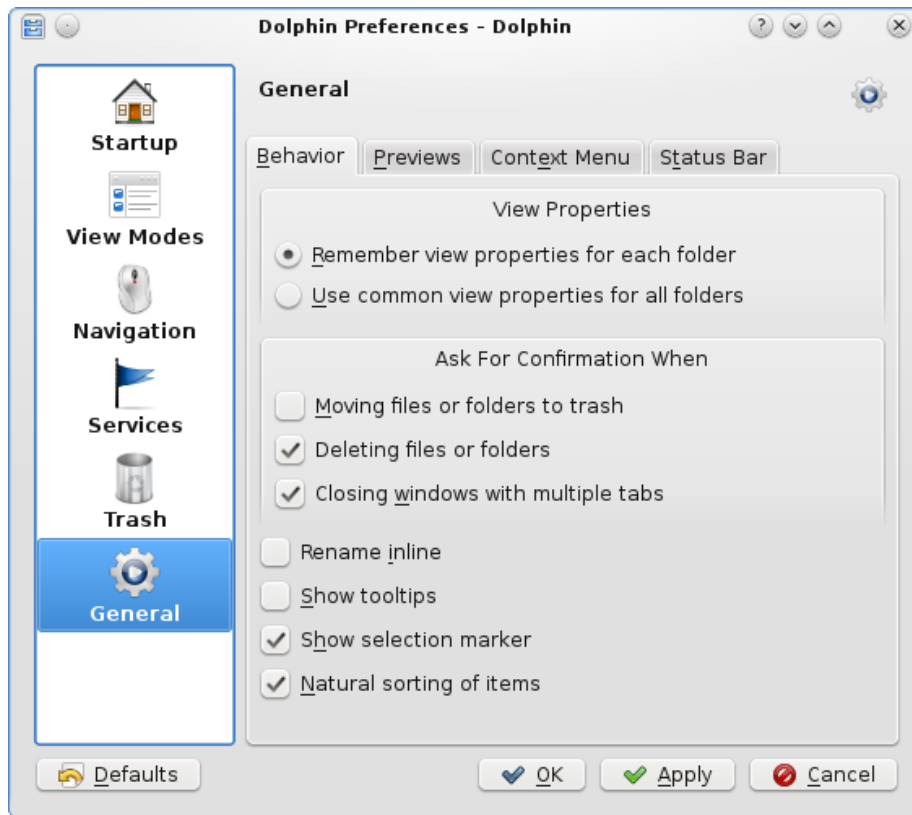 Dolphin Preferences - Dolphin
Startup
View Modes
Navigation
Services
Trash
General
General
Behavior Previews Context Menu Status Bar
View Properties
Remember view properties for each folder
Use common view properties for all folders
Ask For Confirmation When
Moving files or folders to trash
Deleting files or folders
Closing windows with multiple tabs
Rename inline
Show tooltips
Show selection marker
Natural sorting of items
Defaults OK Apply Cancel